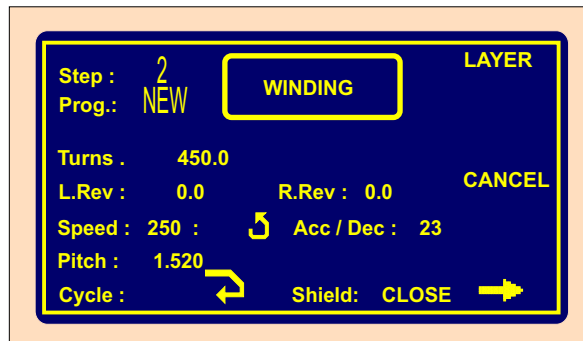 Step : 2 WINDING LAYER
Prog.: NEW
Turns . 450.0
CANCEL
L.Rev : 0.0 R.Rev : 0.0
Speed : 250 : Acc / Dec : 23
Pitch : 1.520
Cycle : Shield: CLOSE